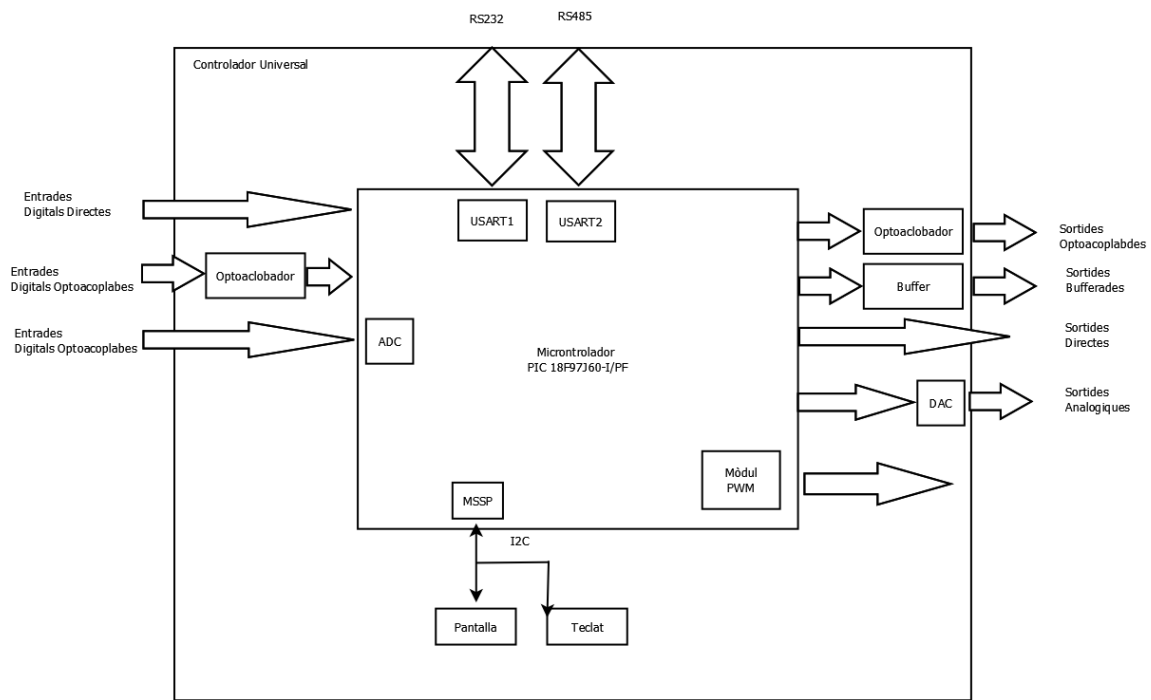 RS232
RS485
Controlador Universal
Entrades
Digitals Directes
USART1
USART2
Optoaclobador
Sortides
Optoacoplabdes
Entrades
Digitals Optoacoplabes
Optoaclobador
Buffer
Sortides
Bufferades
Entrades
Digitals Optoacoplabes
ADC
Microntrolador
PIC 18F97J60-I/PF
Sortides
Directes
DAC
Sortides
Analogiques
Mòdul
PWM
MSSP
I2C
Pantalla
Teclat